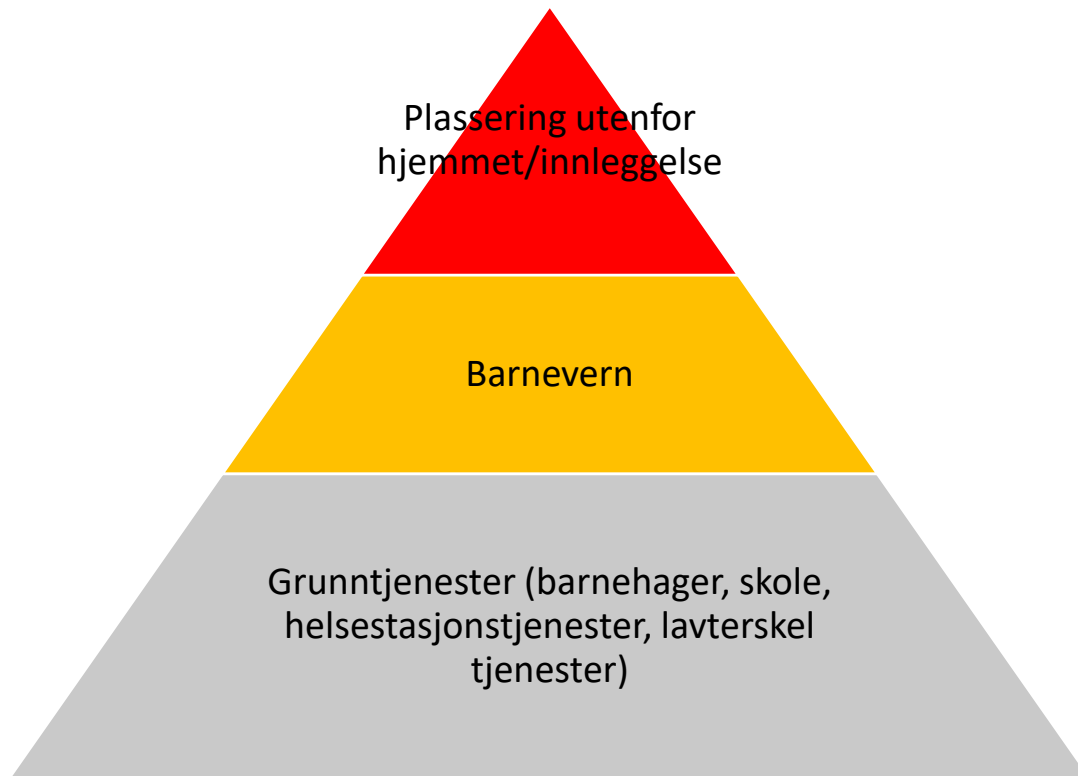 Plassering utenfor
hjemmet/innleggelse
Barnevern
Grunntjenester (barnehager, skole,
helsestasjonstjenester, lavterskel
tjenester)